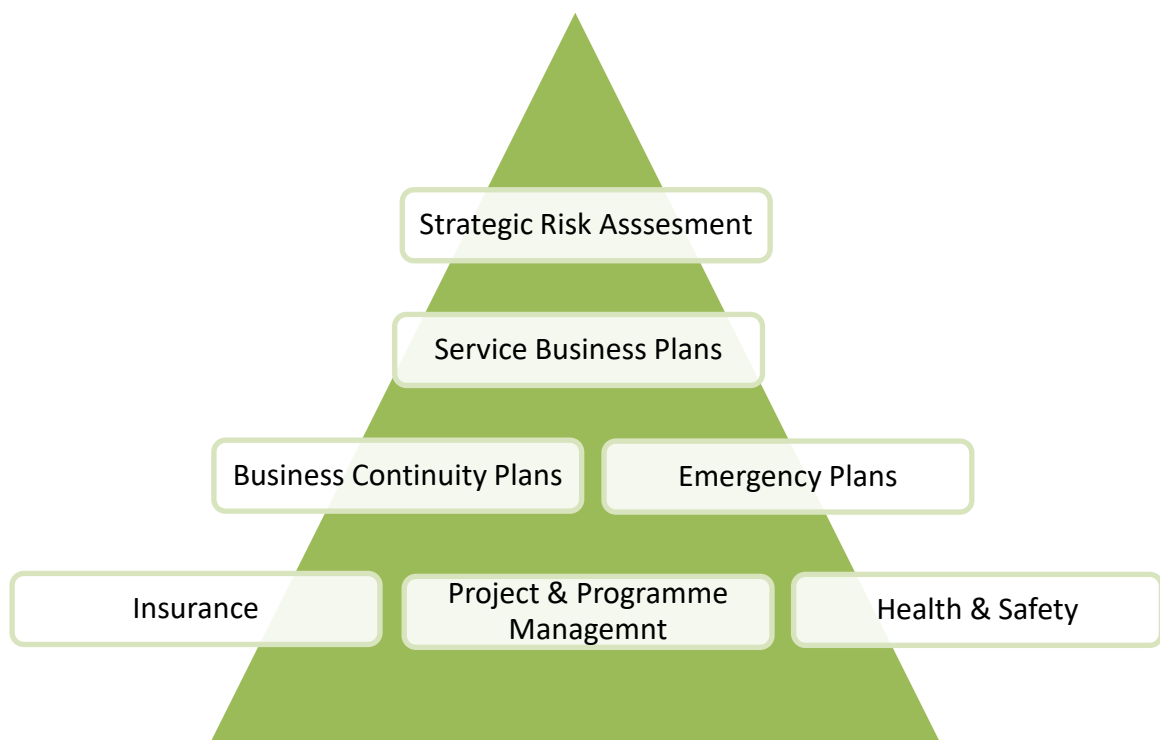 Strategic Risk Asssesment
Service Business Plans
Business Continuity Plans
Emergency Plans
Insurance
Project & Programme
Managemnt
Health & Safety